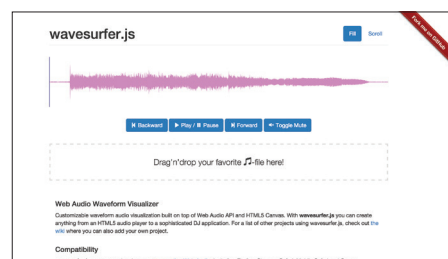 wavesurfer.js
Fill Scroll
Fork me on GitHub
Backward Play / Pause Forward Toggle Mute
Drag'n'drop your favorite 🎵-file here!
Web Audio Waveform Visualizer
Customizable waveform audio visualization built on top of Web Audio API and HTML5 Canvas. With wavesurfer.js you can create
anything from an HTML5 audio player to a sophisticated DJ application. For a list of other projects using wavesurfer.js, check out the
wiki where you can also add your own project.
Compatibility